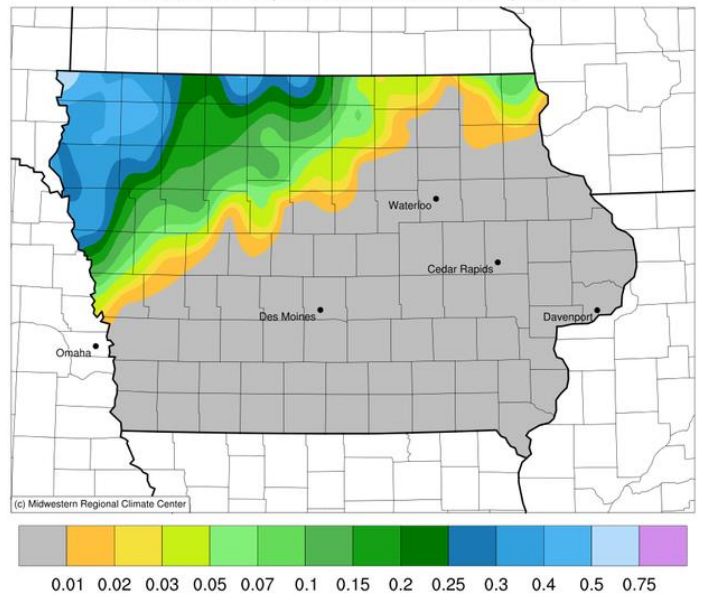 Waterloo
Cedar Rapids
Des Moines
Davenport
Omaha
(c) Midwestern Regional Climate Center
0.01 0.02 0.03 0.05 0.07 0.1 0.15 0.2 0.25 0.3 0.4 0.5 0.75